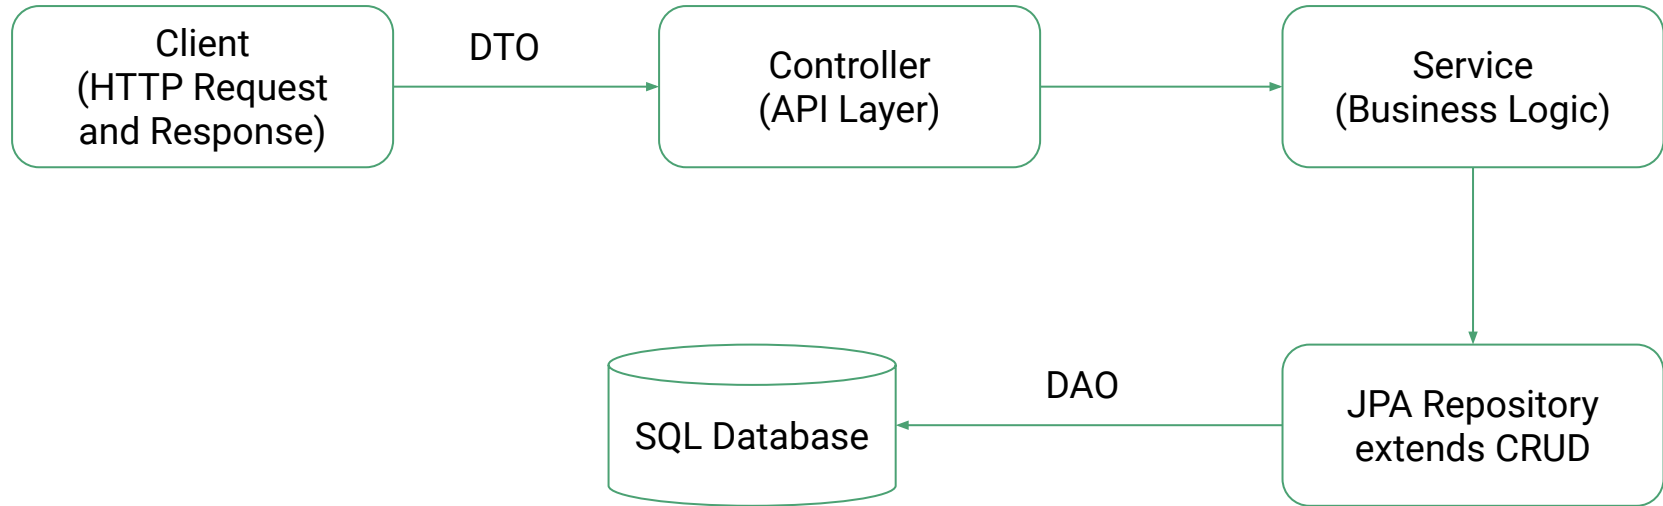 Client
(HTTP Request
and Response)
DTO
Controller
(API Layer)
Service
(Business Logic)
SQL Database
DAO
JPA Repository
extends CRUD